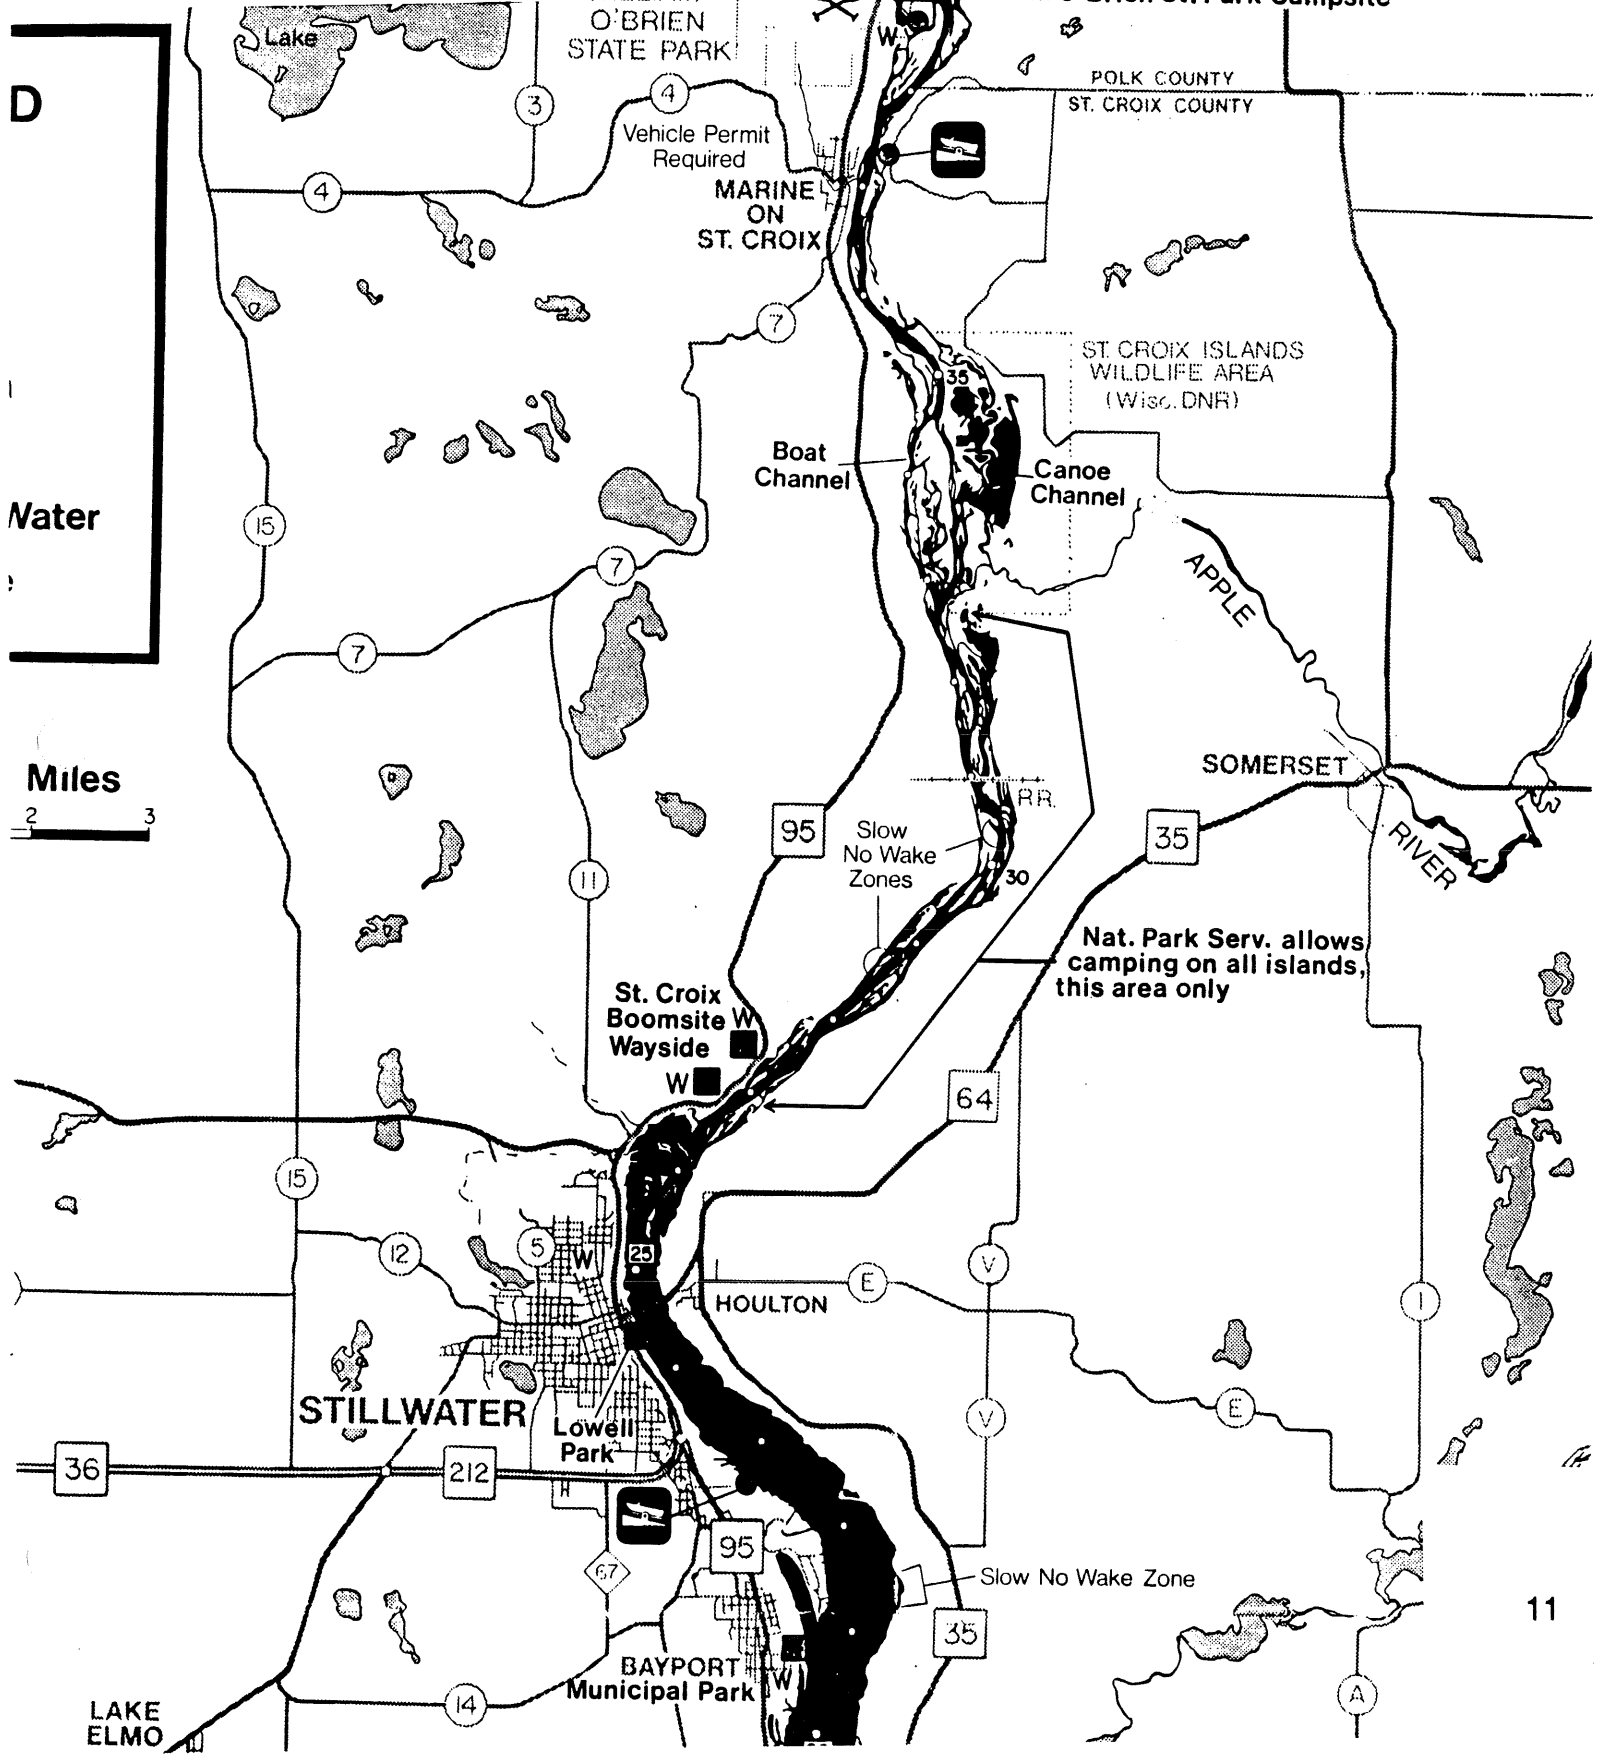 O'BRIEN
STATE PARK
Lake
D
3
4
Vehicle Permit
Required
W
POLK COUNTY
ST. CROIX COUNTY
4
MARINE
ON
ST. CROIX
7
ST. CROIX ISLANDS
WILDLIFE AREA
(Wisc. DNR)
35
Boat
Channel
Canoe
Channel
Water
15
7
7
APPLE
RIVER
SOMERSET
Miles
2 3
R.R.
95
35
Slow
No Wake
Zones
11
30
Nat. Park Serv. allows
camping on all islands,
this area only
St. Croix
Boomsite W
Wayside
W
64
15
12
5
W
25
E
V
HOULTON
I
STILLWATER
Lowell
Park
E
V
36
212
95
67
Slow No Wake Zone
35
11
BAYPORT
Municipal Park
W
14
A
LAKE
ELMO